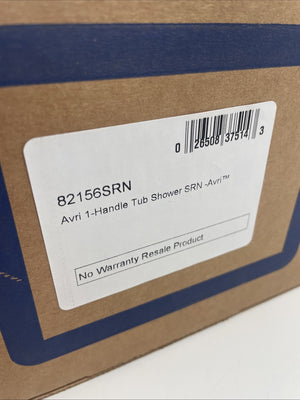 0 26508 37514 3
82156SRN
Avri 1-Handle Tub Shower SRN -Avri™
No Warranty Resale Product